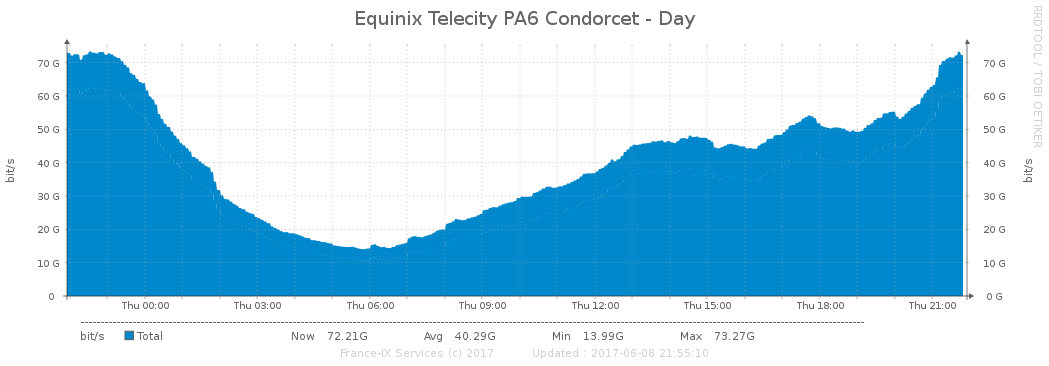 Equinix Telecity PA6 Condorcet - Day
RRDTOOL / TOBI OETIKER
bit/s
70 G
60 G
50 G
40 G
30 G
20 G
10 G
0
70 G
60 G
50 G
40 G
30 G
20 G
10 G
0 G
bit/s
Thu 00:00 Thu 03:00 Thu 06:00 Thu 09:00 Thu 12:00 Thu 15:00 Thu 18:00 Thu 21:00
bit/s Total Now 72.21G Avg 40.29G Min 13.99G Max 73.27G
France-IX Services (c) 2017 Updated : 2017-06-08 21:55:10